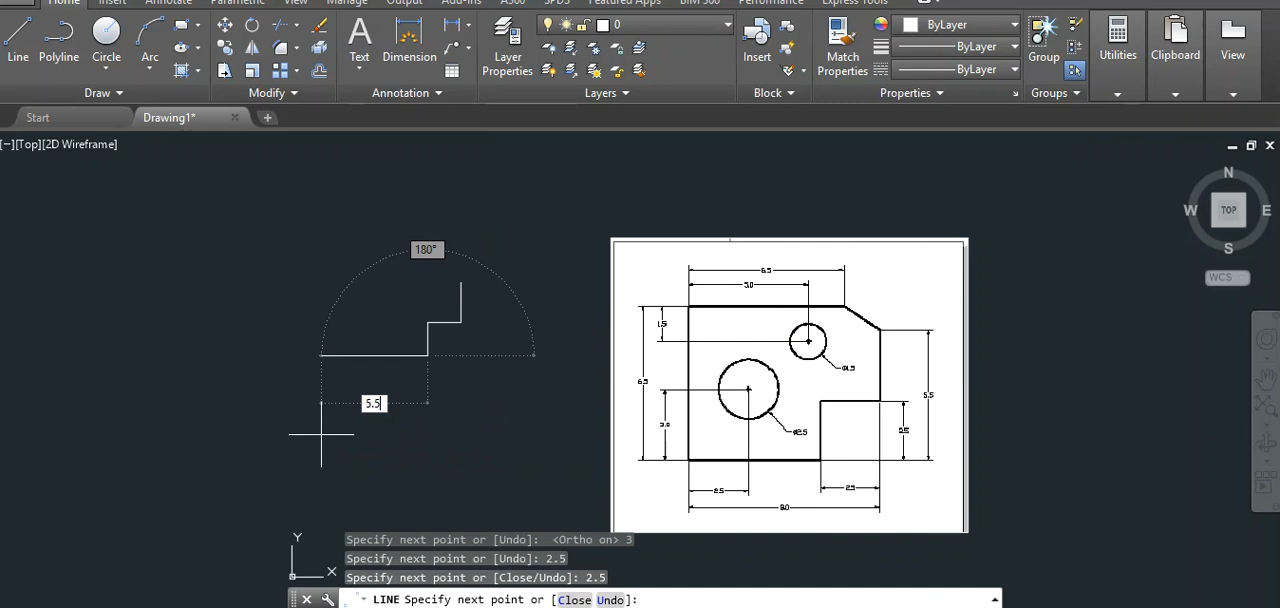 Home Insert Annotate Parametric View Manage Output Add-ins A360 SPDS Featured Apps BIM 360 Performance Express Tools
Line Polyline Circle Arc
Text Dimension
Layer Properties
0
Insert
Match Properties
ByLayer
ByLayer
ByLayer
Group
Utilities Clipboard View
Draw Modify Annotation Layers Block Properties Groups
Start Drawing1* +
[−][Top][2D Wireframe]
N
W TOP E
S
WCS
180°
5.5
6.5
5.0
1.5
6.5
5.5
2.5
2.5
8.0
Y
X
Specify next point or [Undo]: <Ortho on> 3
Specify next point or [Undo]: 2.5
Specify next point or [Close/Undo]: 2.5
LINE Specify next point or [Close Undo]: